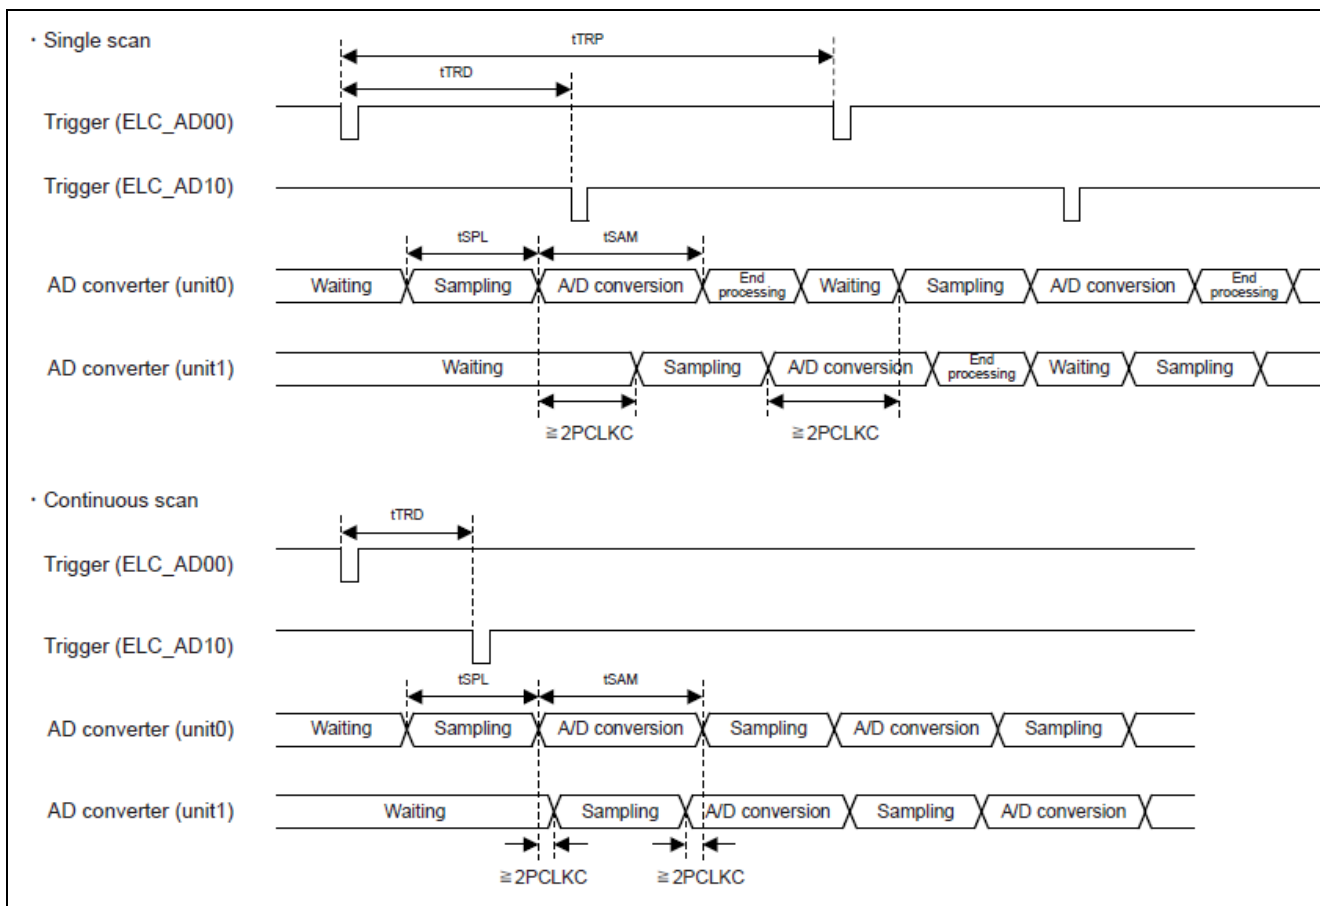 ・Single scan
tTRP
tTRD
Trigger (ELC_AD00)
Trigger (ELC_AD10)
tSPL tSAM
AD converter (unit0) Waiting Sampling A/D conversion End processing Waiting Sampling A/D conversion End processing
AD converter (unit1) Waiting Sampling A/D conversion End processing Waiting Sampling
≧2PCLKC ≧2PCLKC
・Continuous scan
tTRD
Trigger (ELC_AD00)
Trigger (ELC_AD10)
tSPL tSAM
AD converter (unit0) Waiting Sampling A/D conversion Sampling A/D conversion Sampling
AD converter (unit1) Waiting Sampling A/D conversion Sampling A/D conversion
≧2PCLKC ≧2PCLKC